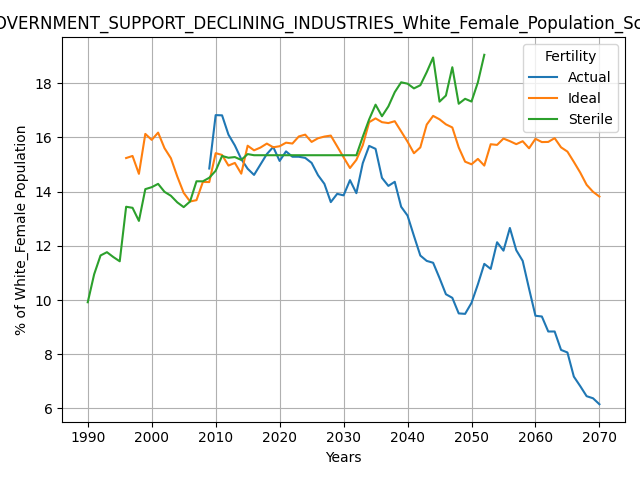 OVERNMENT_SUPPORT_DECLINING_INDUSTRIES_White_Female_Population_Sc
Fertility
Actual
Ideal
Sterile
% of White_Female Population
18
16
14
12
10
8
6
1990 2000 2010 2020 2030 2040 2050 2060 2070
Years